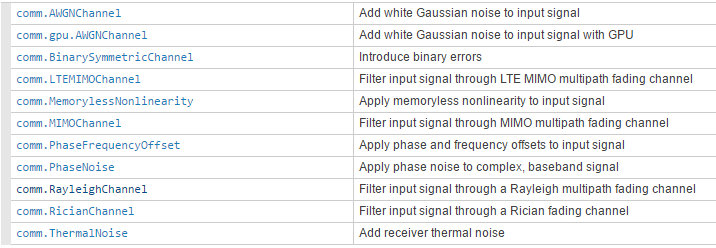 comm.AWGNChannel Add white Gaussian noise to input signal
comm.gpu.AWGNChannel Add white Gaussian noise to input signal with GPU
comm.BinarySymmetricChannel Introduce binary errors
comm.LTEMIMOChannel Filter input signal through LTE MIMO multipath fading channel
comm.MemorylessNonlinearity Apply memoryless nonlinearity to input signal
comm.MIMOChannel Filter input signal through MIMO multipath fading channel
comm.PhaseFrequencyOffset Apply phase and frequency offsets to input signal
comm.PhaseNoise Apply phase noise to complex, baseband signal
comm.RayleighChannel Filter input signal through a Rayleigh multipath fading channel
comm.RicianChannel Filter input signal through a Rician fading channel
comm.ThermalNoise Add receiver thermal noise